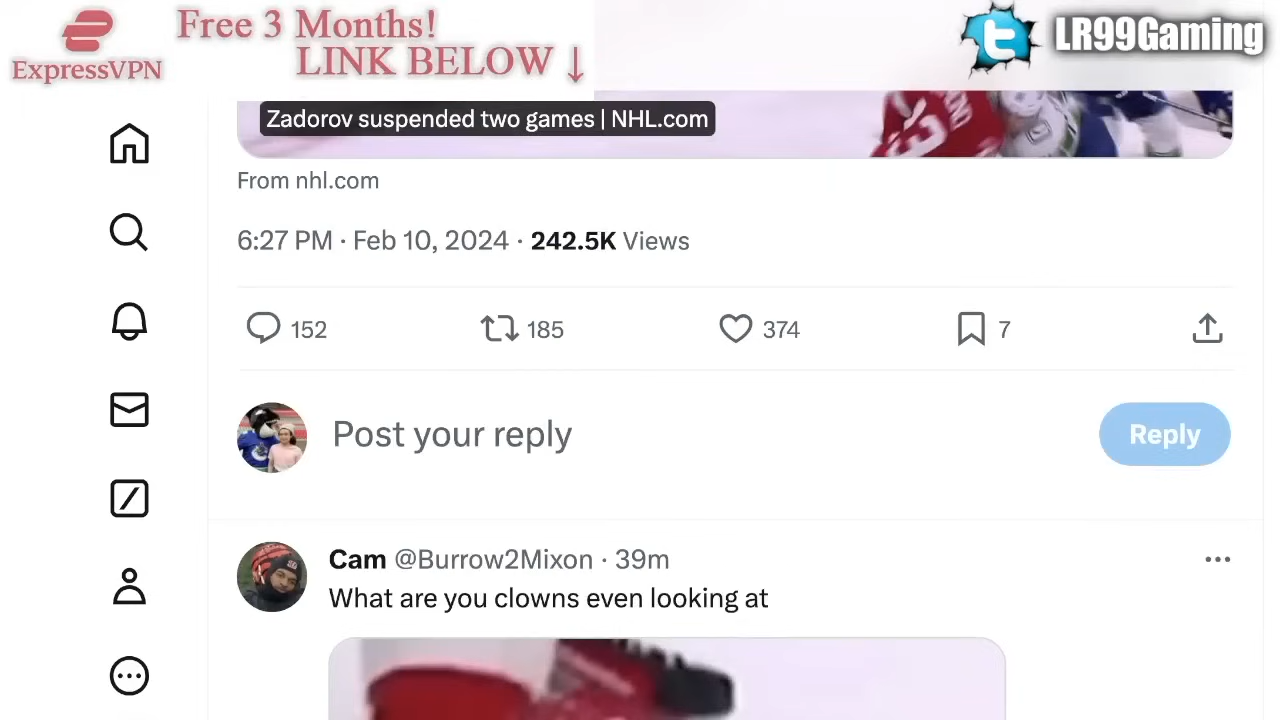 ExpressVPN
Free 3 Months!
LINK BELOW ↓
LR99Gaming
Zadorov suspended two games | NHL.com
From nhl.com
6:27 PM · Feb 10, 2024 · 242.5K Views
152
185
374
7
Post your reply
Reply
Cam @Burrow2Mixon · 39m
What are you clowns even looking at